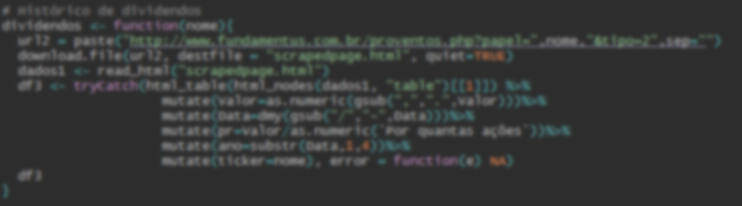 # Histórico de dividendos
dividendos <- function(nome){
url2 = paste("http://www.fundamentus.com.br/proventos.php?papel=",nome,"&tipo=2",sep="")
download.file(url2, destfile = "scrapedpage.html", quiet=TRUE)
dados1 <- read_html("scrapedpage.html")
df3 <- tryCatch(html_table(html_nodes(dados1, "table")[[1]]) %>%
mutate(Valor=as.numeric(gsub(",",".",Valor)))%>%
mutate(Data=dmy(gsub("/","-",Data)))%>%
mutate(pr=Valor/as.numeric(`Por quantas ações`))%>%
mutate(ano=substr(Data,1,4))%>%
mutate(ticker=nome), error = function(e) NA)
df3
}